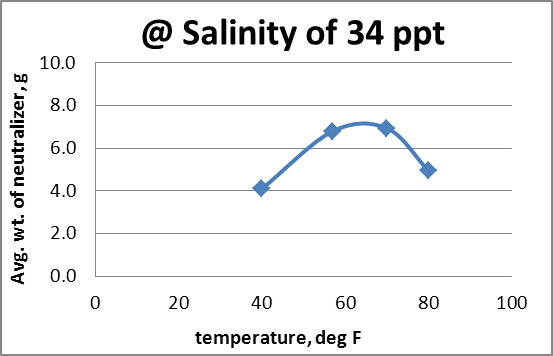 @ Salinity of 34 ppt
Avg. wt. of neutralizer, g
10.0
8.0
6.0
4.0
2.0
0.0
0 20 40 60 80 100
temperature, deg F